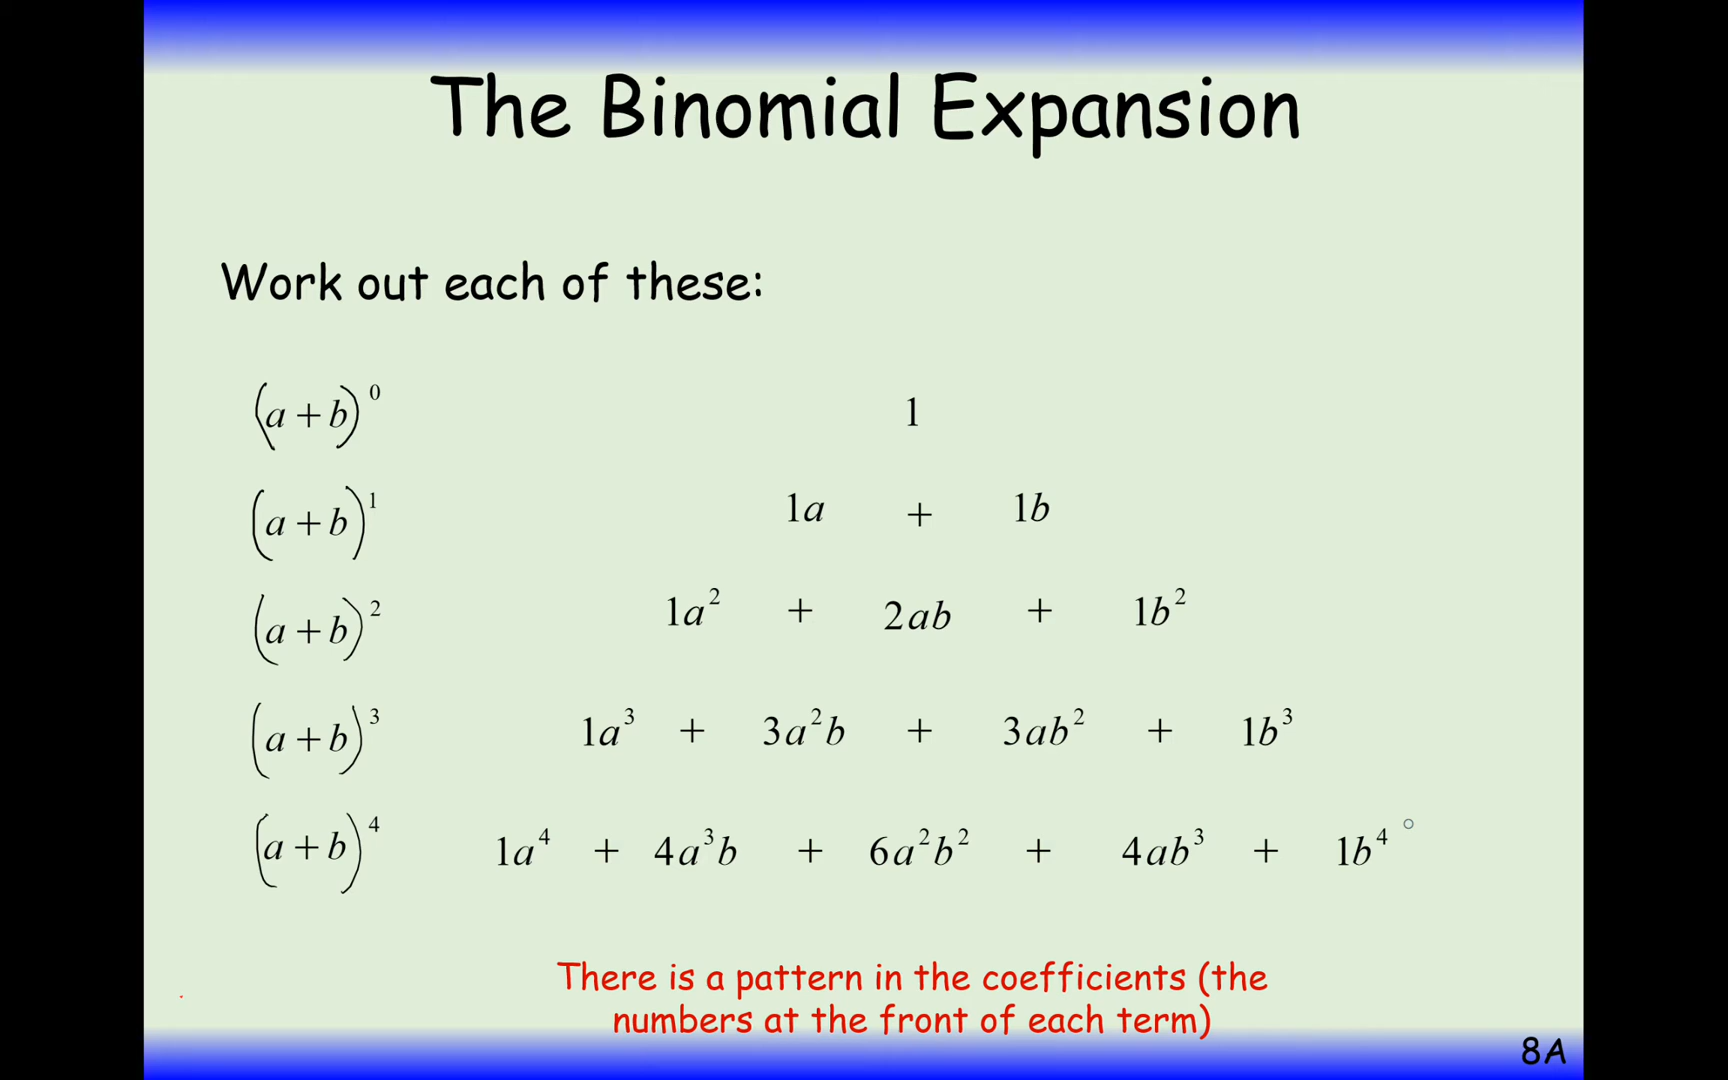 The Binomial Expansion
Work out each of these:
(a+b)⁰ 1
(a+b)¹ 1a + 1b
(a+b)² 1a² + 2ab + 1b²
(a+b)³ 1a³ + 3a²b + 3ab² + 1b³
(a+b)⁴ 1a⁴ + 4a³b + 6a²b² + 4ab³ + 1b⁴
There is a pattern in the coefficients (the
numbers at the front of each term)
8A